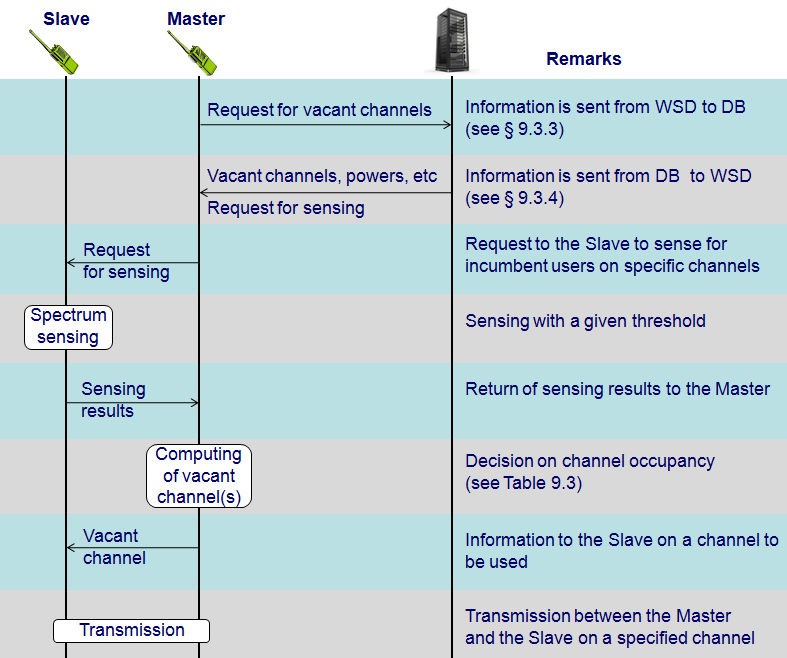 Slave
Master
Remarks
Request for vacant channels
Information is sent from WSD to DB
(see § 9.3.3)
Vacant channels, powers, etc
Request for sensing
Information is sent from DB to WSD
(see § 9.3.4)
Request
for sensing
Request to the Slave to sense for
incumbent users on specific channels
Spectrum
sensing
Sensing with a given threshold
Sensing
results
Return of sensing results to the Master
Computing
of vacant
channel(s)
Decision on channel occupancy
(see Table 9.3)
Vacant
channel
Information to the Slave on a channel to
be used
Transmission
Transmission between the Master
and the Slave on a specified channel